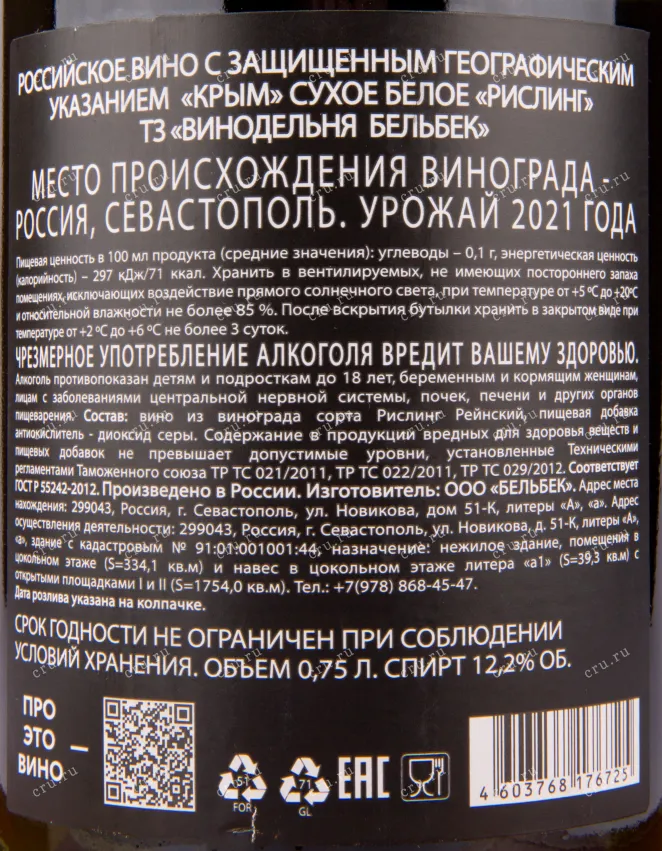 РОССИЙСКОЕ ВИНО С ЗАЩИЩЕННЫМ ГЕОГРАФИЧЕСКИМ
УКАЗАНИЕМ «КРЫМ» СУХОЕ БЕЛОЕ «РИСЛИНГ»
ТЗ «ВИНОДЕЛЬНЯ БЕЛЬБЕК»
МЕСТО ПРОИСХОЖДЕНИЯ ВИНОГРАДА -
РОССИЯ, СЕВАСТОПОЛЬ. УРОЖАЙ 2021 ГОДА
Пищевая ценность в 100 мл продукта (средние значения): углеводы – 0,1 г, энергетическая ценность
(калорийность) – 297 кДж/71 ккал. Хранить в вентилируемых, не имеющих постороннего запаха
помещениях, исключающих воздействие прямого солнечного света, при температуре от +5 ºС до +20ºС
и относительной влажности не более 85 %. После вскрытия бутылки хранить в закрытом виде при
температуре от +2 ºС до +6 ºС не более 3 суток.
ЧРЕЗМЕРНОЕ УПОТРЕБЛЕНИЕ АЛКОГОЛЯ ВРЕДИТ ВАШЕМУ ЗДОРОВЬЮ.
Алкоголь противопоказан детям и подросткам до 18 лет, беременным и кормящим женщинам,
лицам с заболеваниями центральной нервной системы, почек, печени и других органов
пищеварения. Состав: вино из винограда сорта Рислинг Рейнский, пищевая добавка
антиокислитель - диоксид серы. Содержание в продукций вредных для здоровья веществ и
пищевых добавок не превышает допустимые уровни, установленные Техническими
регламентами Таможенного союза ТР ТС 021/2011, ТР ТС 022/2011, ТР ТС 029/2012. Соответствует
ГОСТ Р 55242-2012. Произведено в России. Изготовитель: ООО «БЕЛЬБЕК». Адрес места
нахождения: 299043, Россия, г. Севастополь, ул. Новикова, дом 51-К, литеры «А», «а». Адрес
осуществления деятельности: 299043, Россия, г. Севастополь, ул. Новикова, д. 51-К, литеры «А»,
«а», здание с кадастровым № 91:01:001001:44, назначение: нежилое здание, помещения в
цокольном этаже (S=334,1 кв.м) и навес в цокольном этаже литера «а1» (S=39,3 кв.м) с
открытыми площадками I и II (S=1754,0 кв.м). Тел.: +7(978) 868-45-47.
Дата розлива указана на колпачке.
СРОК ГОДНОСТИ НЕ ОГРАНИЧЕН ПРИ СОБЛЮДЕНИИ
УСЛОВИЙ ХРАНЕНИЯ. ОБЪЕМ 0,75 Л. СПИРТ 12,2% ОБ.
ПРО
ЭТО —
ВИНО
51
FOR
71
GL
EAC
4 603768 176725
cru.ru